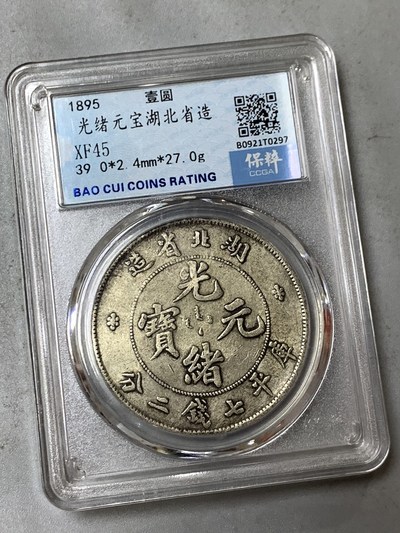 1895 壹圆
光绪元宝湖北省造
XF45
39 0*2.4mm*27.0g
BAO CUI COINS RATING
B0921T0297
保粹
CCGA
造省北湖
光
寶 元
緒
庫平七錢二分